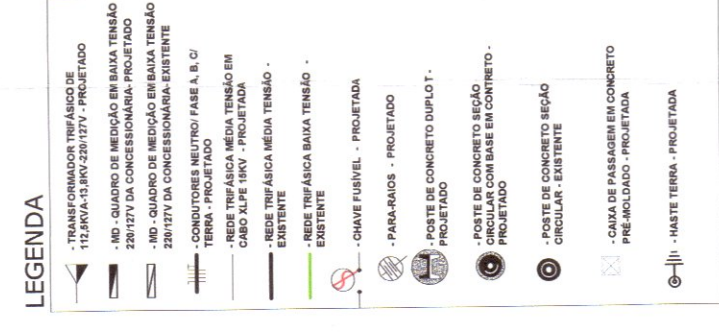 LEGENDA
- TRANSFORMADOR TRIFÁSICO DE
112,5KVA-13,8KV-220/127V - PROJETADO
- MD - QUADRO DE MEDIÇÃO EM BAIXA TENSÃO
220/127V DA CONCESSIONÁRIA- PROJETADO
- MD - QUADRO DE MEDIÇÃO EM BAIXA TENSÃO
220/127V DA CONCESSIONÁRIA- EXISTENTE
- CONDUTORES NEUTRO/ FASE A, B, C/
TERRA - PROJETADO
- REDE TRIFÁSICA MÉDIA TENSÃO EM
CABO XLPE 15KV - PROJETADA
- REDE TRIFÁSICA MÉDIA TENSÃO -
EXISTENTE
- REDE TRIFÁSICA BAIXA TENSÃO -
EXISTENTE
- CHAVE FUSÍVEL - PROJETADA
- PARA-RAIOS - PROJETADO
- POSTE DE CONCRETO DUPLO T -
PROJETADO
- POSTE DE CONCRETO SEÇÃO
CIRCULAR COM BASE EM CONTRETO -
PROJETADO
- POSTE DE CONCRETO SEÇÃO
CIRCULAR - EXISTENTE
- CAIXA DE PASSAGEM EM CONCRETO
PRÉ-MOLDADO - PROJETADA
- HASTE TERRA - PROJETADA